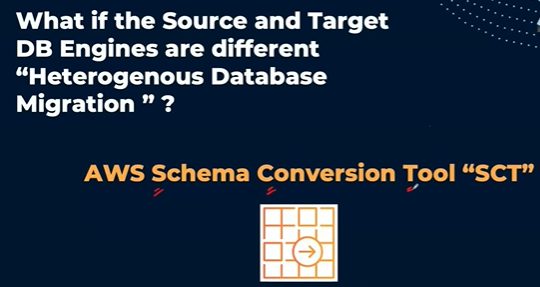 What if the Source and Target
DB Engines are different
“Heterogenous Database
Migration ” ?
AWS Schema Conversion Tool “SCT”